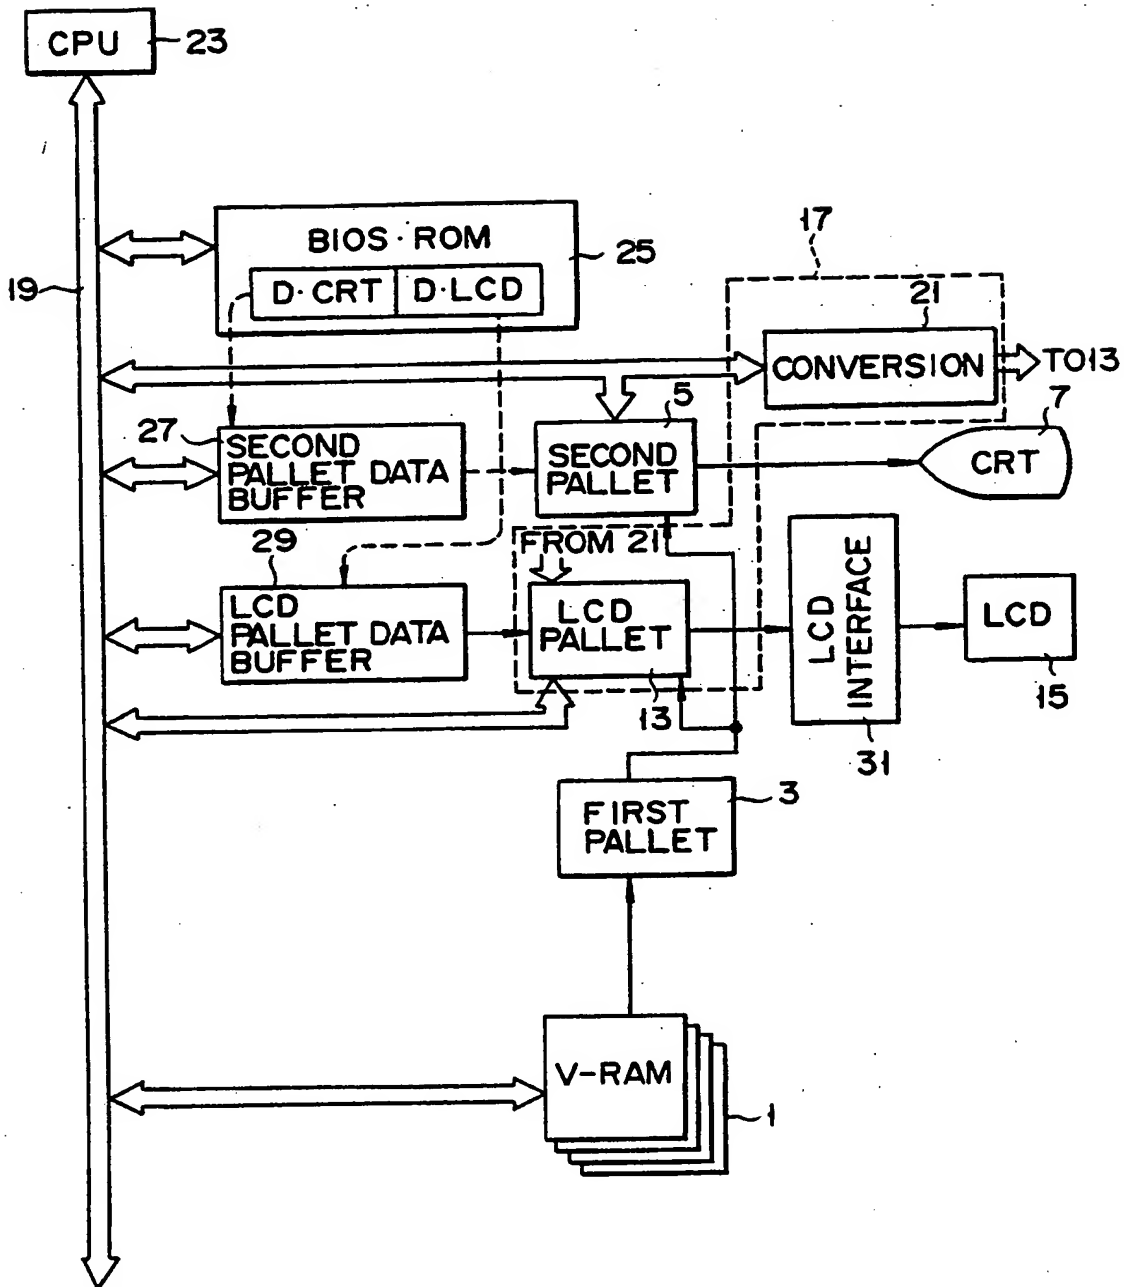 CPU
23
BIOS·ROM
25
D·CRT
D·LCD
19
17
21
CONVERSION
TO13
5
7
27
SECOND
PALLET DATA
BUFFER
SECOND
PALLET
CRT
29
FROM 21
LCD
PALLET DATA
BUFFER
LCD
PALLET
13
LCD
INTERFACE
31
LCD
15
FIRST
PALLET
3
V-RAM
1